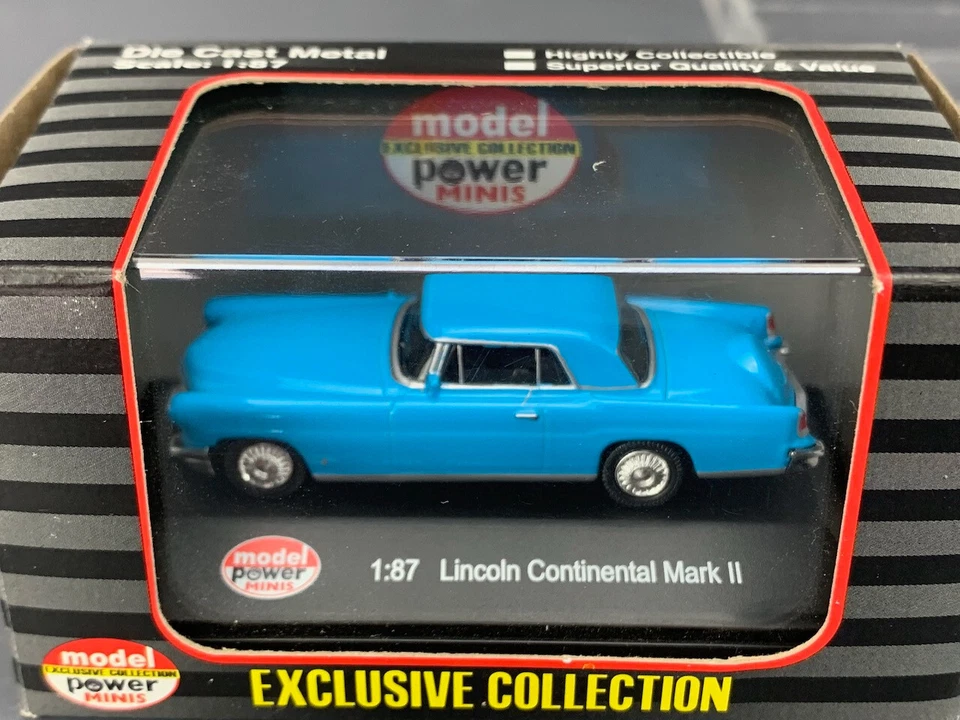 Die Cast Metal
Scale: 1:87
Highly Collectible
Superior Quality & Value
model
EXCLUSIVE COLLECTION
power
MINIS
model
power
MINIS
1:87 Lincoln Continental Mark II
model
EXCLUSIVE COLLECTION
power
MINIS
EXCLUSIVE COLLECTION